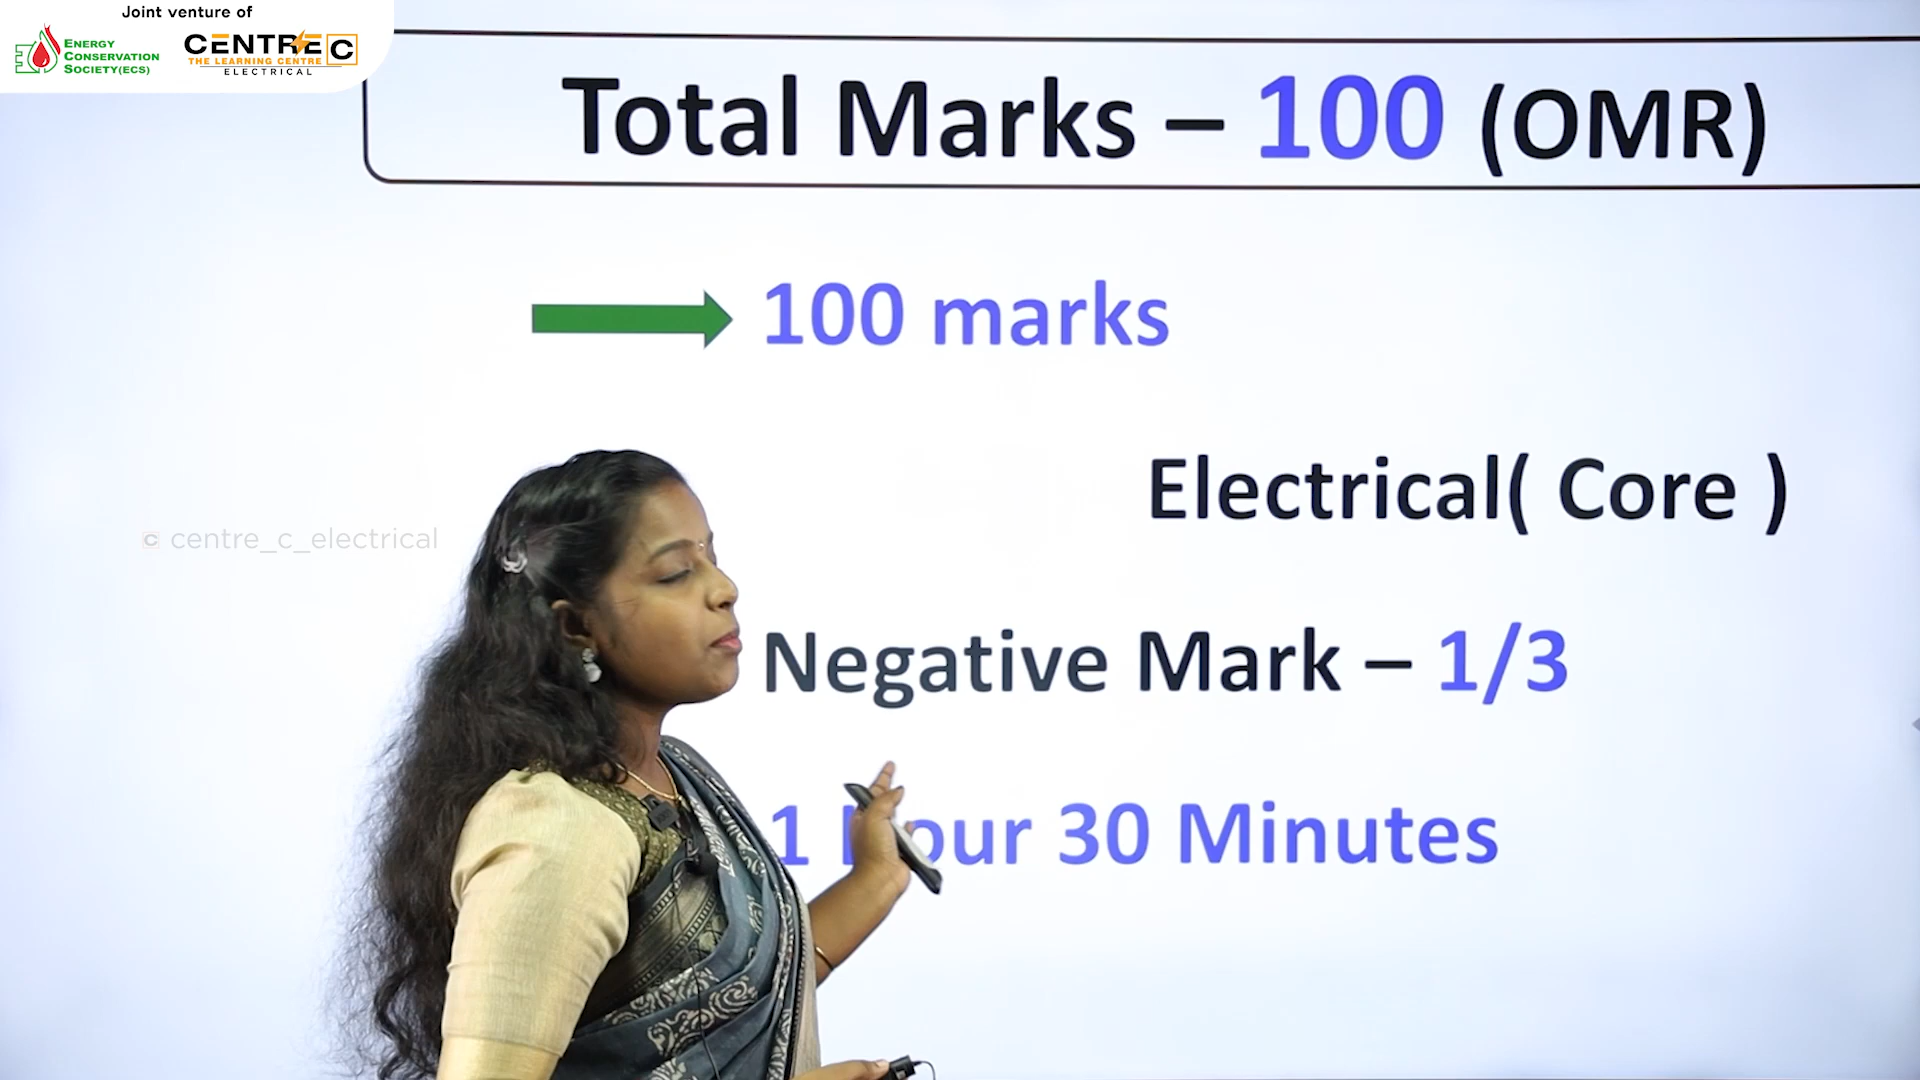 Joint venture of
ENERGY
CONSERVATION
SOCIETY(ECS)
CENTRE C
THE LEARNING CENTRE
ELECTRICAL
Total Marks – 100 (OMR)
100 marks
Electrical( Core )
centre_c_electrical
Negative Mark – 1/3
1 Hour 30 Minutes